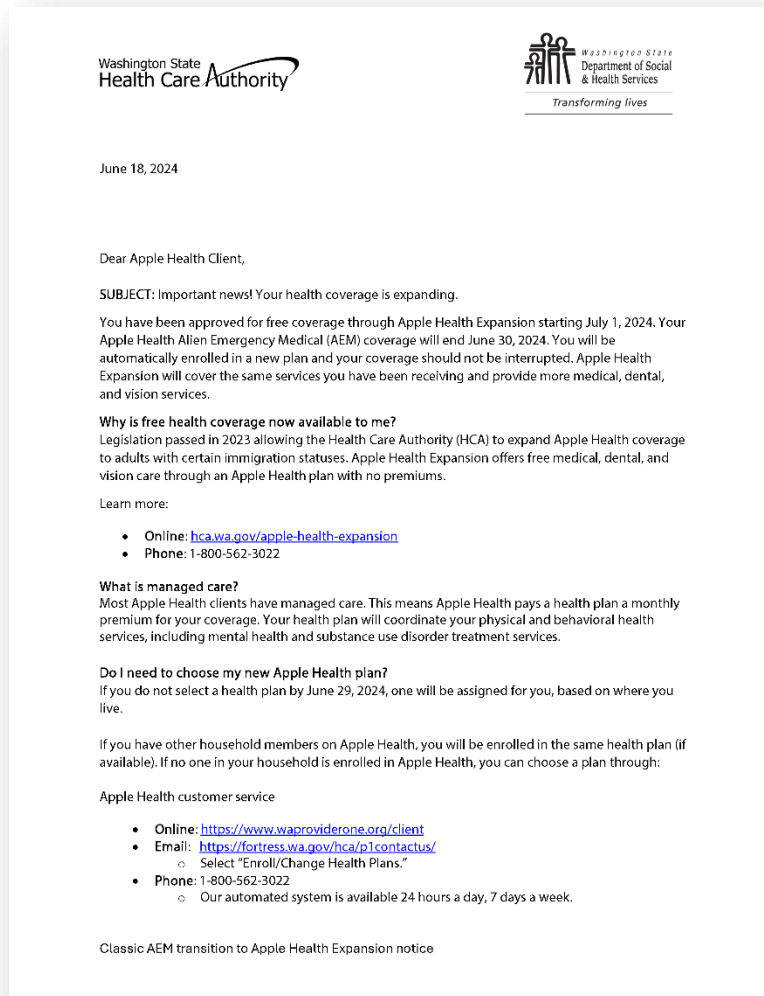 Washington State
Health Care Authority
Washington State
Department of Social
& Health Services
Transforming lives
June 18, 2024
Dear Apple Health Client,
SUBJECT: Important news! Your health coverage is expanding.
You have been approved for free coverage through Apple Health Expansion starting July 1, 2024. Your
Apple Health Alien Emergency Medical (AEM) coverage will end June 30, 2024. You will be
automatically enrolled in a new plan and your coverage should not be interrupted. Apple Health
Expansion will cover the same services you have been receiving and provide more medical, dental,
and vision services.
Why is free health coverage now available to me?
Legislation passed in 2023 allowing the Health Care Authority (HCA) to expand Apple Health coverage
to adults with certain immigration statuses. Apple Health Expansion offers free medical, dental, and
vision care through an Apple Health plan with no premiums.
Learn more:
• Online: hca.wa.gov/apple-health-expansion
• Phone: 1-800-562-3022
What is managed care?
Most Apple Health clients have managed care. This means Apple Health pays a health plan a monthly
premium for your coverage. Your health plan will coordinate your physical and behavioral health
services, including mental health and substance use disorder treatment services.
Do I need to choose my new Apple Health plan?
If you do not select a health plan by June 29, 2024, one will be assigned for you, based on where you
live.
If you have other household members on Apple Health, you will be enrolled in the same health plan (if
available). If no one in your household is enrolled in Apple Health, you can choose a plan through:
Apple Health customer service
• Online: https://www.waproviderone.org/client
• Email: https://fortress.wa.gov/hca/p1contactus/
○ Select “Enroll/Change Health Plans.”
• Phone: 1-800-562-3022
○ Our automated system is available 24 hours a day, 7 days a week.
Classic AEM transition to Apple Health Expansion notice